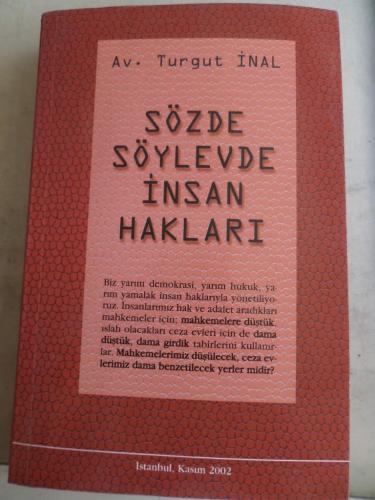 Av. Turgut İNAL
SÖZDE
SÖYLEVDE
İNSAN
HAKLARI
Biz yarım demokrasi, yarım hukuk, ya-
rım yamalak insan haklarıyla yönetiliyo-
ruz. İnsanlarımız hak ve adalet aradıkları
mahkemeler için; mahkemelere düştük,
ıslah olacakları ceza evleri için de dama
düştük, dama girdik tabirlerini kullanır-
lar. Mahkemelerimiz düşülecek, ceza ev-
lerimiz dama benzetilecek yerler midir?
İstanbul, Kasım 2002